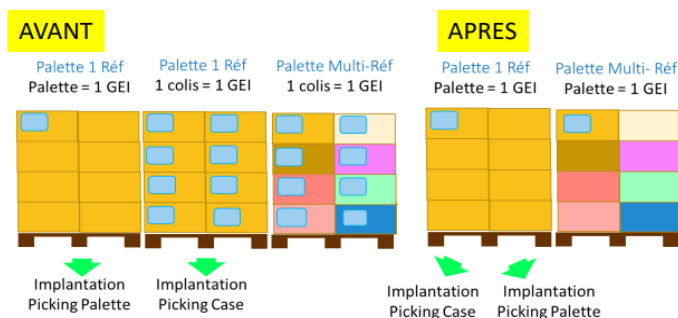 AVANT
Palette 1 Réf
Palette = 1 GEI
Palette 1 Réf
1 colis = 1 GEI
Palette Multi-Réf
1 colis = 1 GEI
Implantation
Picking Palette
Implantation
Picking Case
APRES
Palette 1 Réf
Palette = 1 GEI
Palette Multi- Réf
Palette = 1 GEI
Implantation
Picking Case
Implantation
Picking Palette